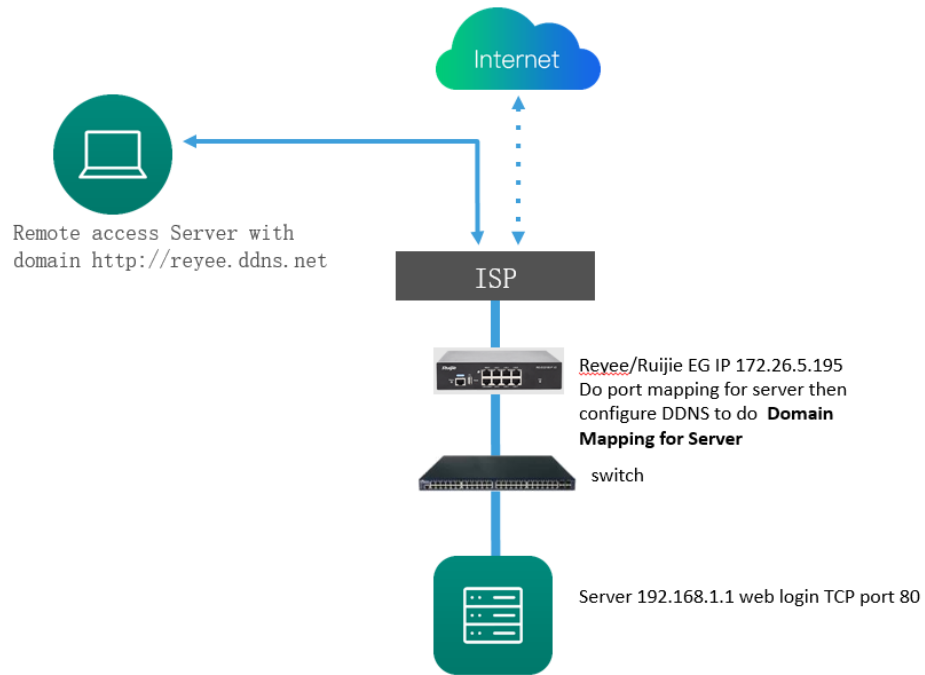 Internet
Remote access Server with
domain http://reyee.ddns.net
ISP
Reyee/Ruijie EG IP 172.26.5.195
Do port mapping for server then
configure DDNS to do Domain
Mapping for Server
switch
Server 192.168.1.1 web login TCP port 80